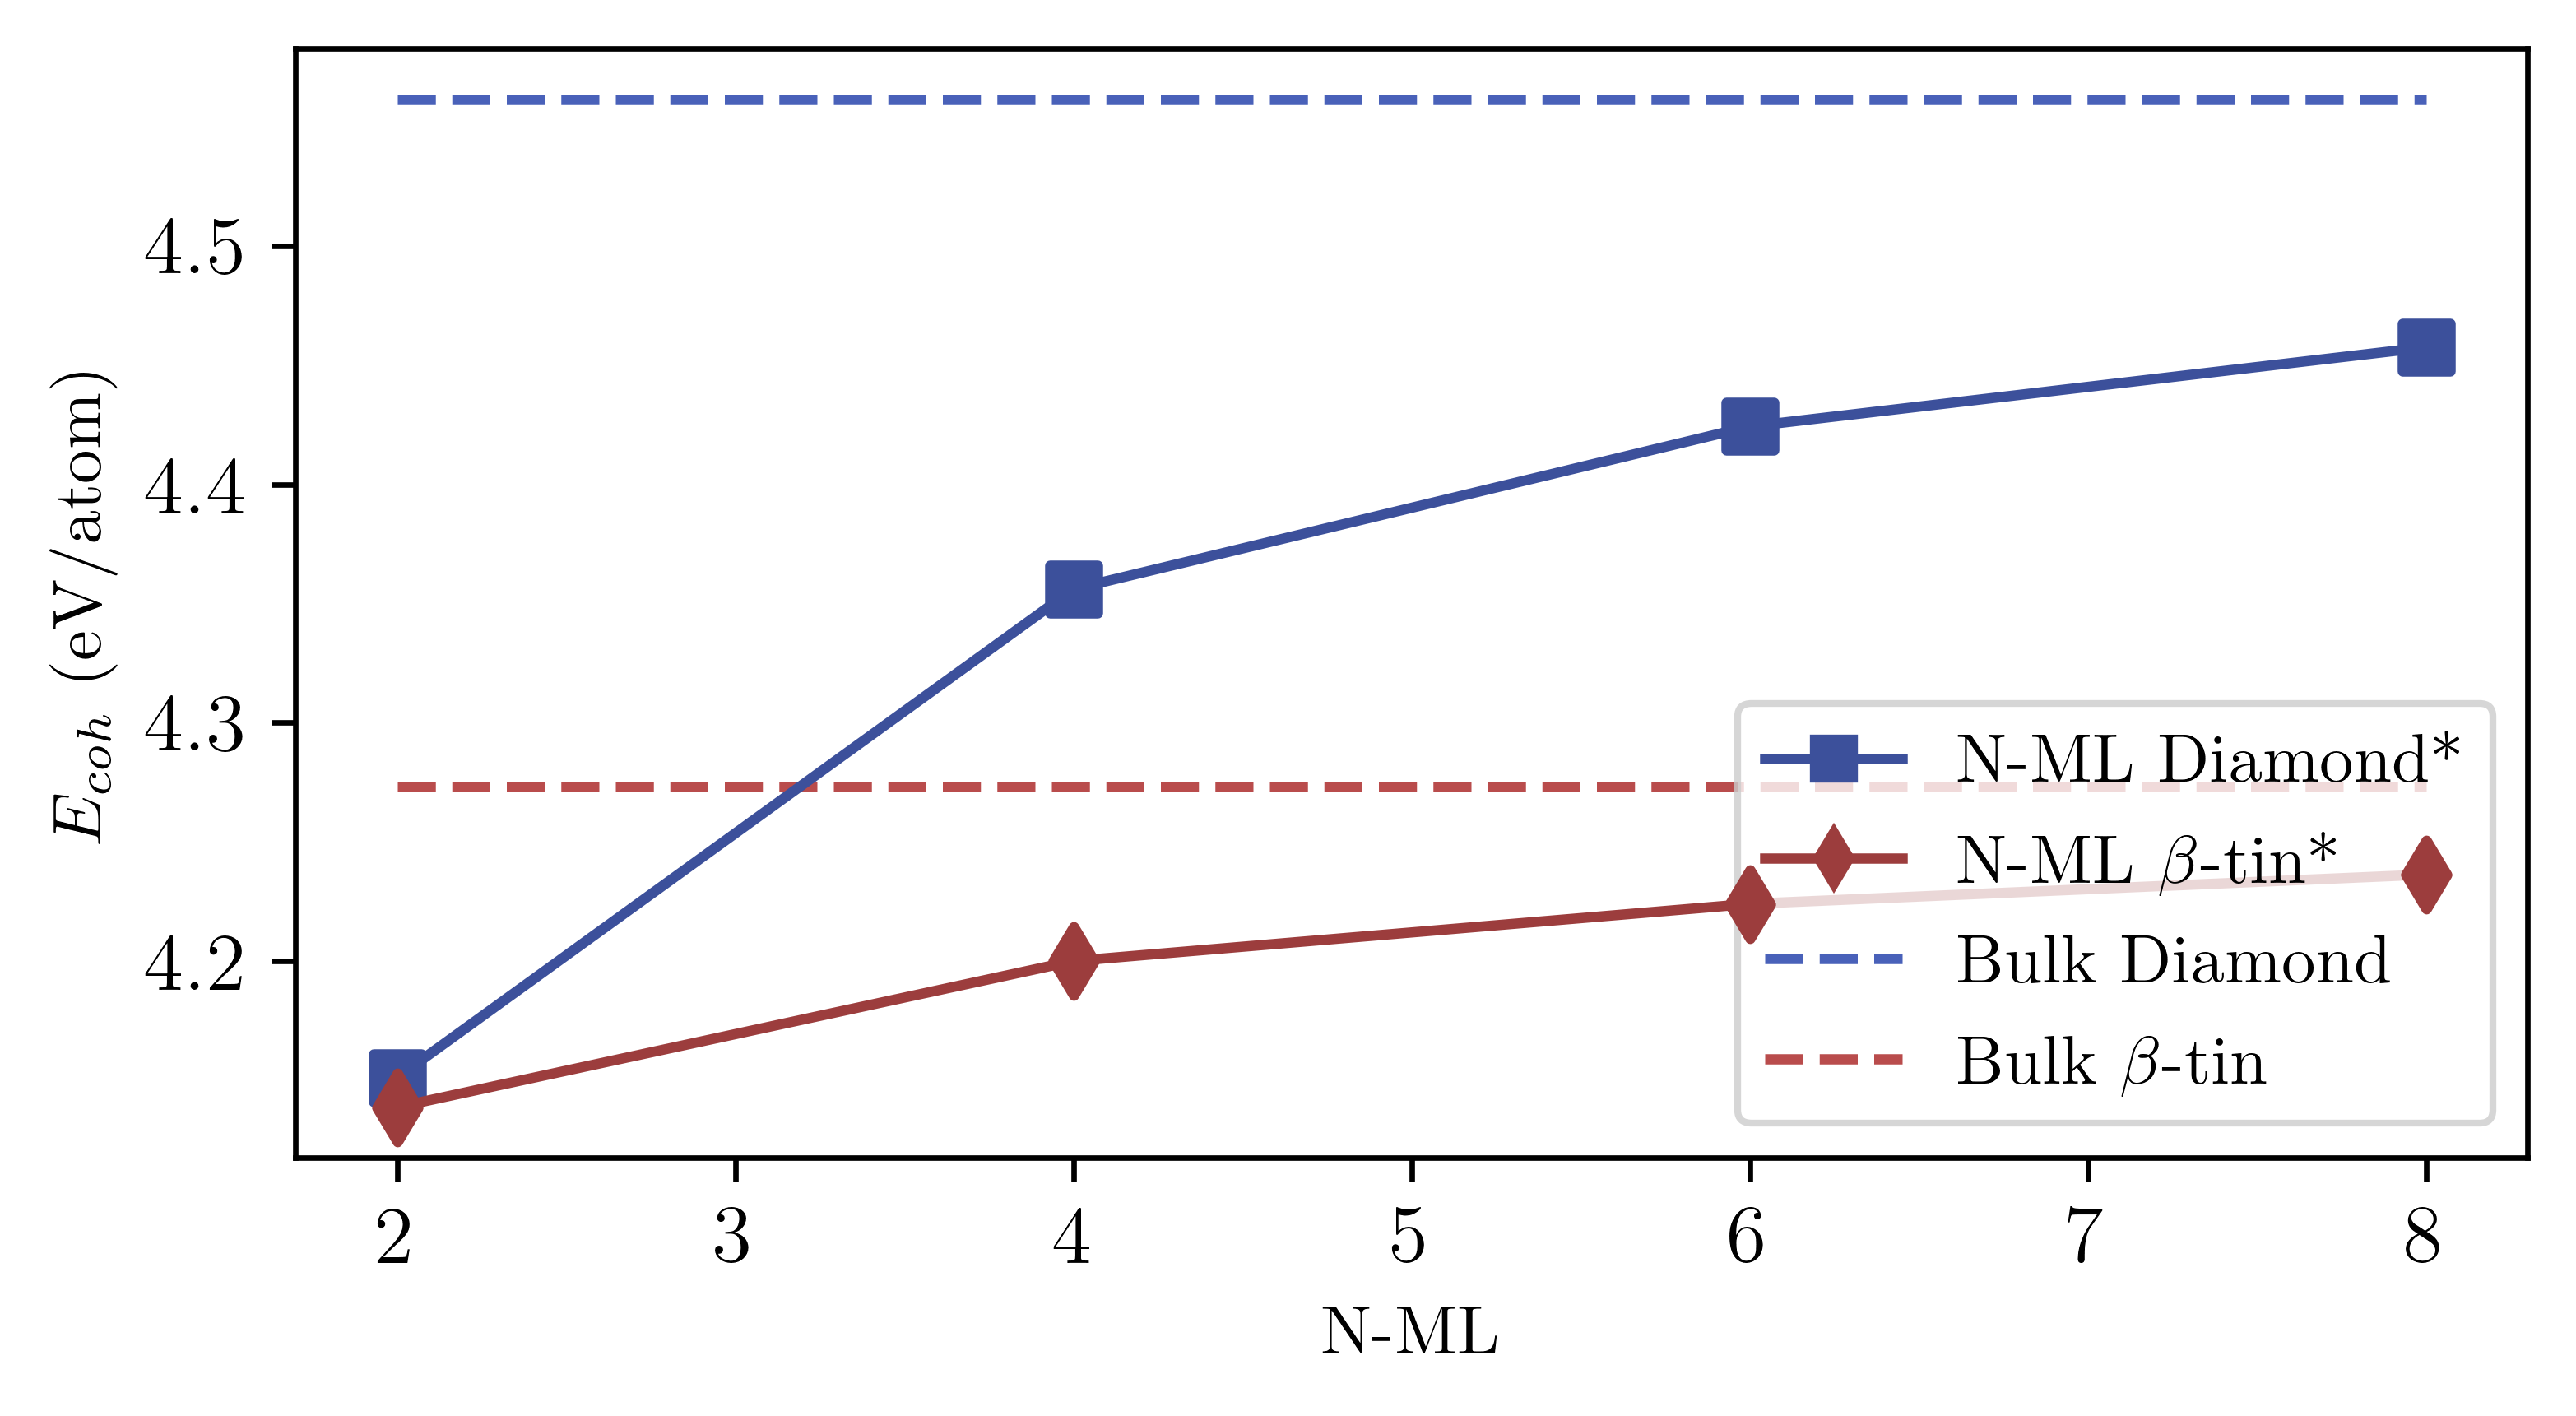 E_coh (eV/atom)
4.5
4.4
4.3
4.2
N-ML Diamond*
N-ML β-tin*
Bulk Diamond
Bulk β-tin
2 3 4 5 6 7 8
N-ML